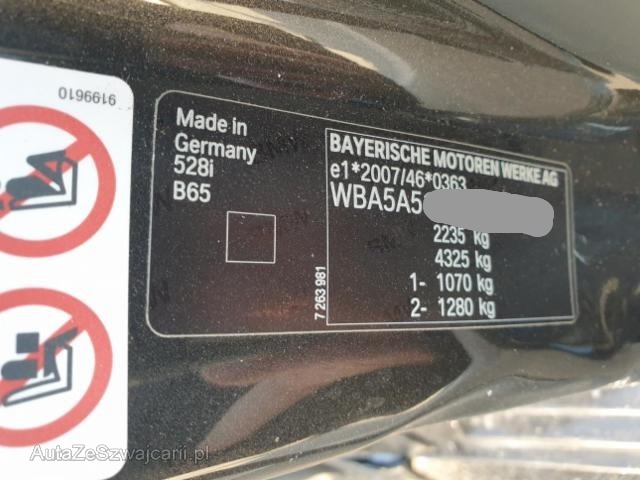 9199610
Made in
Germany
528i
B65
BAYERISCHE MOTOREN WERKE AG
e1*2007/46*0363
WBA5A5
2235 kg
4325 kg
1- 1070 kg
2- 1280 kg
7 263 981
AutaZeSzwajcarii.pl